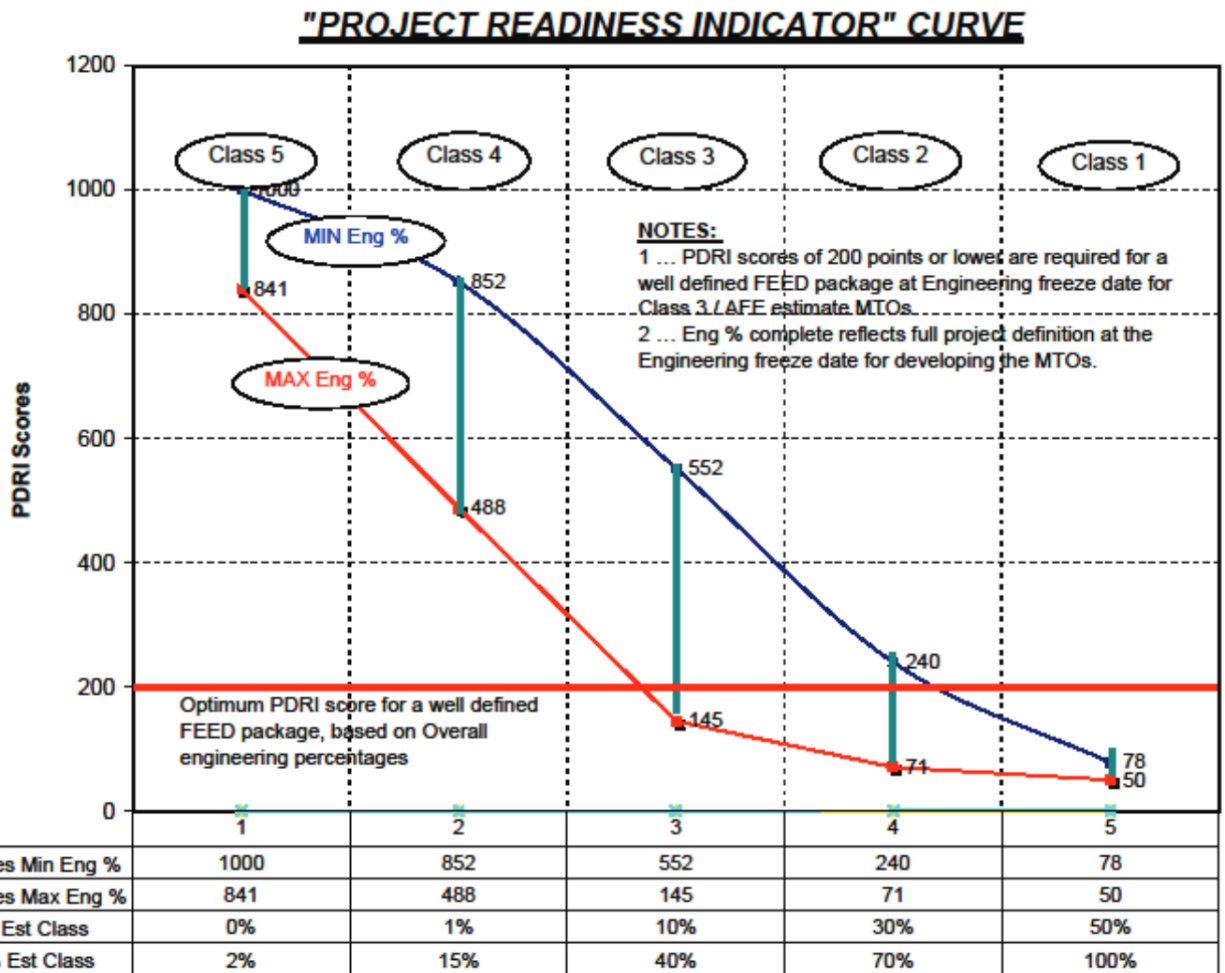 "PROJECT READINESS INDICATOR" CURVE
1200
1000
800
600
400
200
0
PDRI Scores
Class 5
Class 4
Class 3
Class 2
Class 1
1000
MIN Eng %
841
852
MAX Eng %
488
552
145
240
71
78
50
NOTES:
1 ... PDRI scores of 200 points or lower are required for a
well defined FEED package at Engineering freeze date for
Class 3 / AFE estimate MTOs.
2 ... Eng % complete reflects full project definition at the
Engineering freeze date for developing the MTOs.
Optimum PDRI score for a well defined
FEED package, based on Overall
engineering percentages
1 2 3 4 5
es Min Eng % 1000 852 552 240 78
es Max Eng % 841 488 145 71 50
Est Class 0% 1% 10% 30% 50%
Est Class 2% 15% 40% 70% 100%